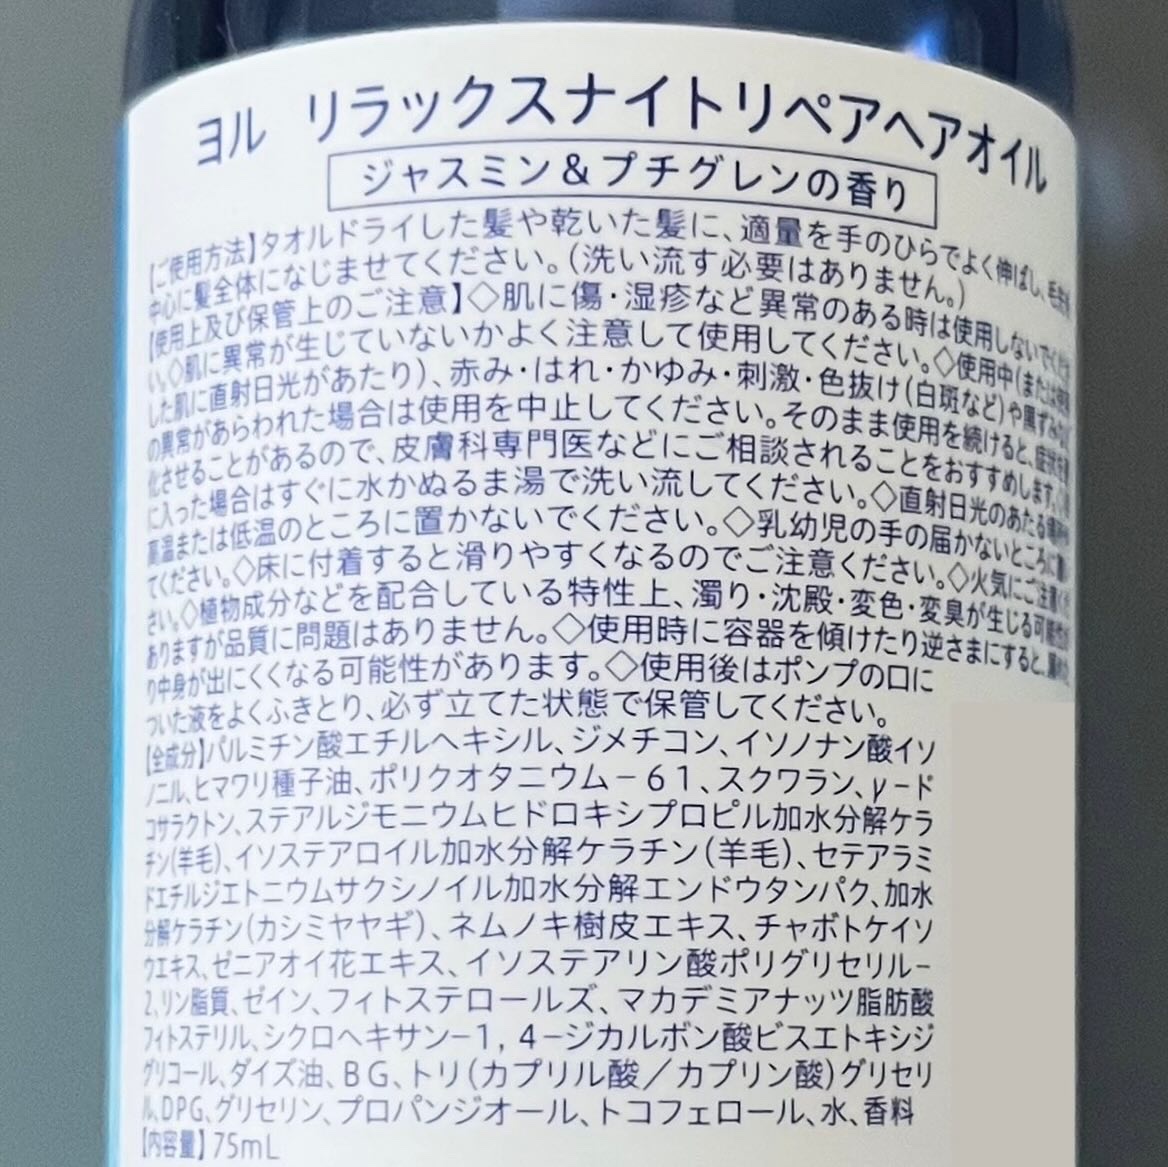 ヨル リラックスナイトリペアヘアオイル
ジャスミン&プチグレンの香り
【ご使用方法】タオルドライした髪や乾いた髪に、適量を手のひらでよく伸ばし、毛先を
中心に髪全体になじませてください。(洗い流す必要はありません。)
【使用上及び保管上のご注意】◇肌に傷・湿疹など異常のある時は使用しないでくださ
い。◇肌に異常が生じていないかよく注意して使用してください。◇使用中(または使用
した肌に直射日光があたり)、赤み・はれ・かゆみ・刺激・色抜け(白斑など)や黒ずみなど
の異常があらわれた場合は使用を中止してください。そのまま使用を続けると、症状を悪
化させることがあるので、皮膚科専門医などにご相談されることをおすすめします。
に入った場合はすぐに水かぬるま湯で洗い流してください。◇直射日光のあたる場所や
高温または低温のところに置かないでください。◇乳幼児の手の届かないところに置い
てください。◇床に付着すると滑りやすくなるのでご注意ください。◇火気にご注意くだ
さい。◇植物成分などを配合している特性上、濁り・沈殿・変色・変臭が生じる可能性が
ありますが品質に問題はありません。◇使用時に容器を傾けたり逆さまにすると、
り中身が出にくくなる可能性があります。◇使用後はポンプの口に
ついた液をよくふきとり、必ず立てた状態で保管してください。
【全成分】パルミチン酸エチルヘキシル、ジメチコン、イソノナン酸イソ
ノニル、ヒマワリ種子油、ポリクオタニウム-61、スクワラン、γ-ド
コサラクトン、ステアルジモニウムヒドロキシプロピル加水分解ケラ
チン(羊毛)、イソステアロイル加水分解ケラチン(羊毛)、セテアラミ
ドエチルジエトニウムサクシノイル加水分解エンドウタンパク、加水
分解ケラチン(カシミヤヤギ)、ネムノキ樹皮エキス、チャボトケイソ
ウエキス、ゼニアオイ花エキス、イソステアリン酸ポリグリセリル-
2、リン脂質、ゼイン、フィトステロールズ、マカデミアナッツ脂肪酸
フィトステリル、シクロヘキサン-1,4-ジカルボン酸ビスエトキシジ
グリコール、ダイズ油、BG、トリ(カプリル酸/カプリン酸)グリセリ
ル、DPG、グリセリン、プロパンジオール、トコフェロール、水、香料
【内容量】75mL